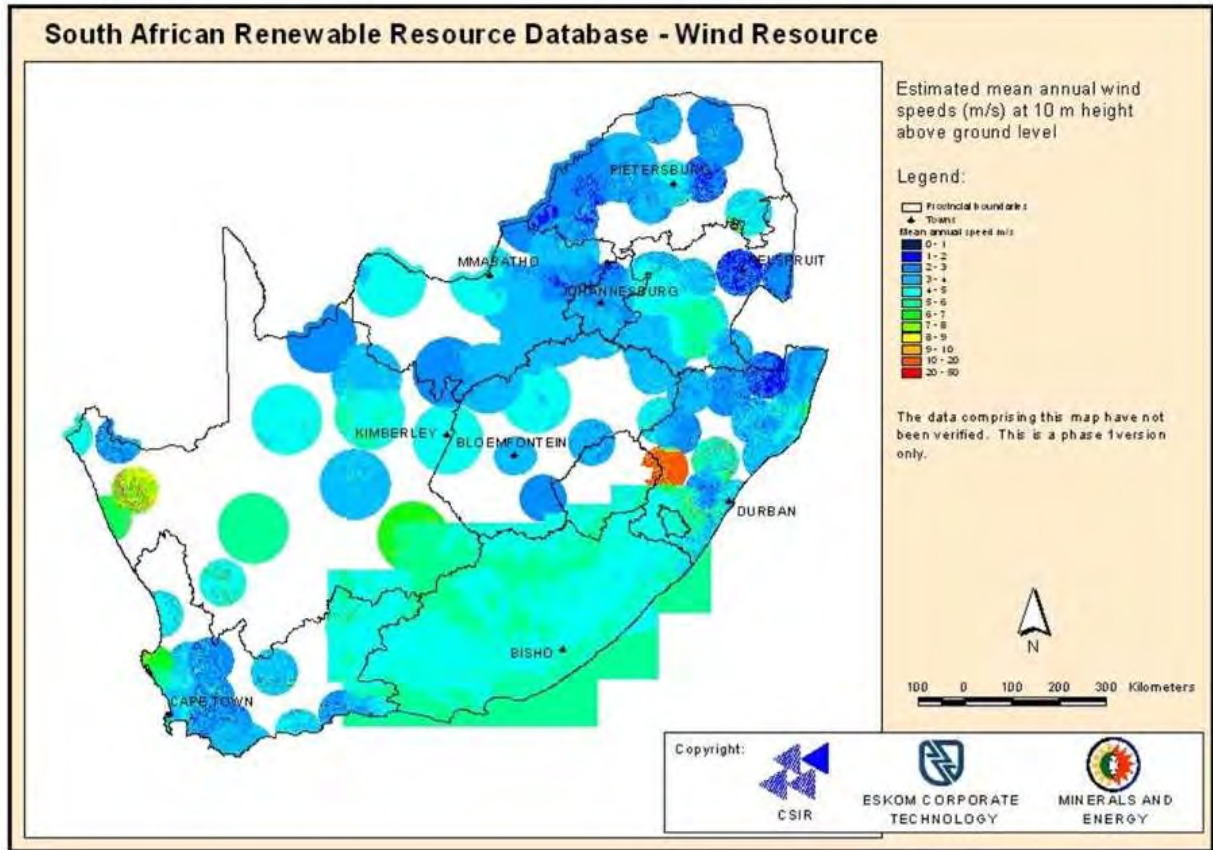 South African Renewable Resource Database - Wind Resource
Estimated mean annual wind
speeds (m/s) at 10 m height
above ground level
Legend:
Provincial boundaries
Towns
Mean annual speed m/s
0 - 1
1 - 2
2 - 3
3 - 4
4 - 5
5 - 6
6 - 7
7 - 8
8 - 9
9 - 10
10 - 20
20 - 50
The data comprising this map have not
been verified. This is a phase 1 version
only.
PIETERSBURG
MMABATHO
NELSPRUIT
JOHANNESBURG
KIMBERLEY
BLOEMFONTEIN
DURBAN
BISHO
CAPE TOWN
N
100 0 100 200 300 Kilometers
Copyright:
CSIR
ESKOM CORPORATE
TECHNOLOGY
MINERALS AND
ENERGY